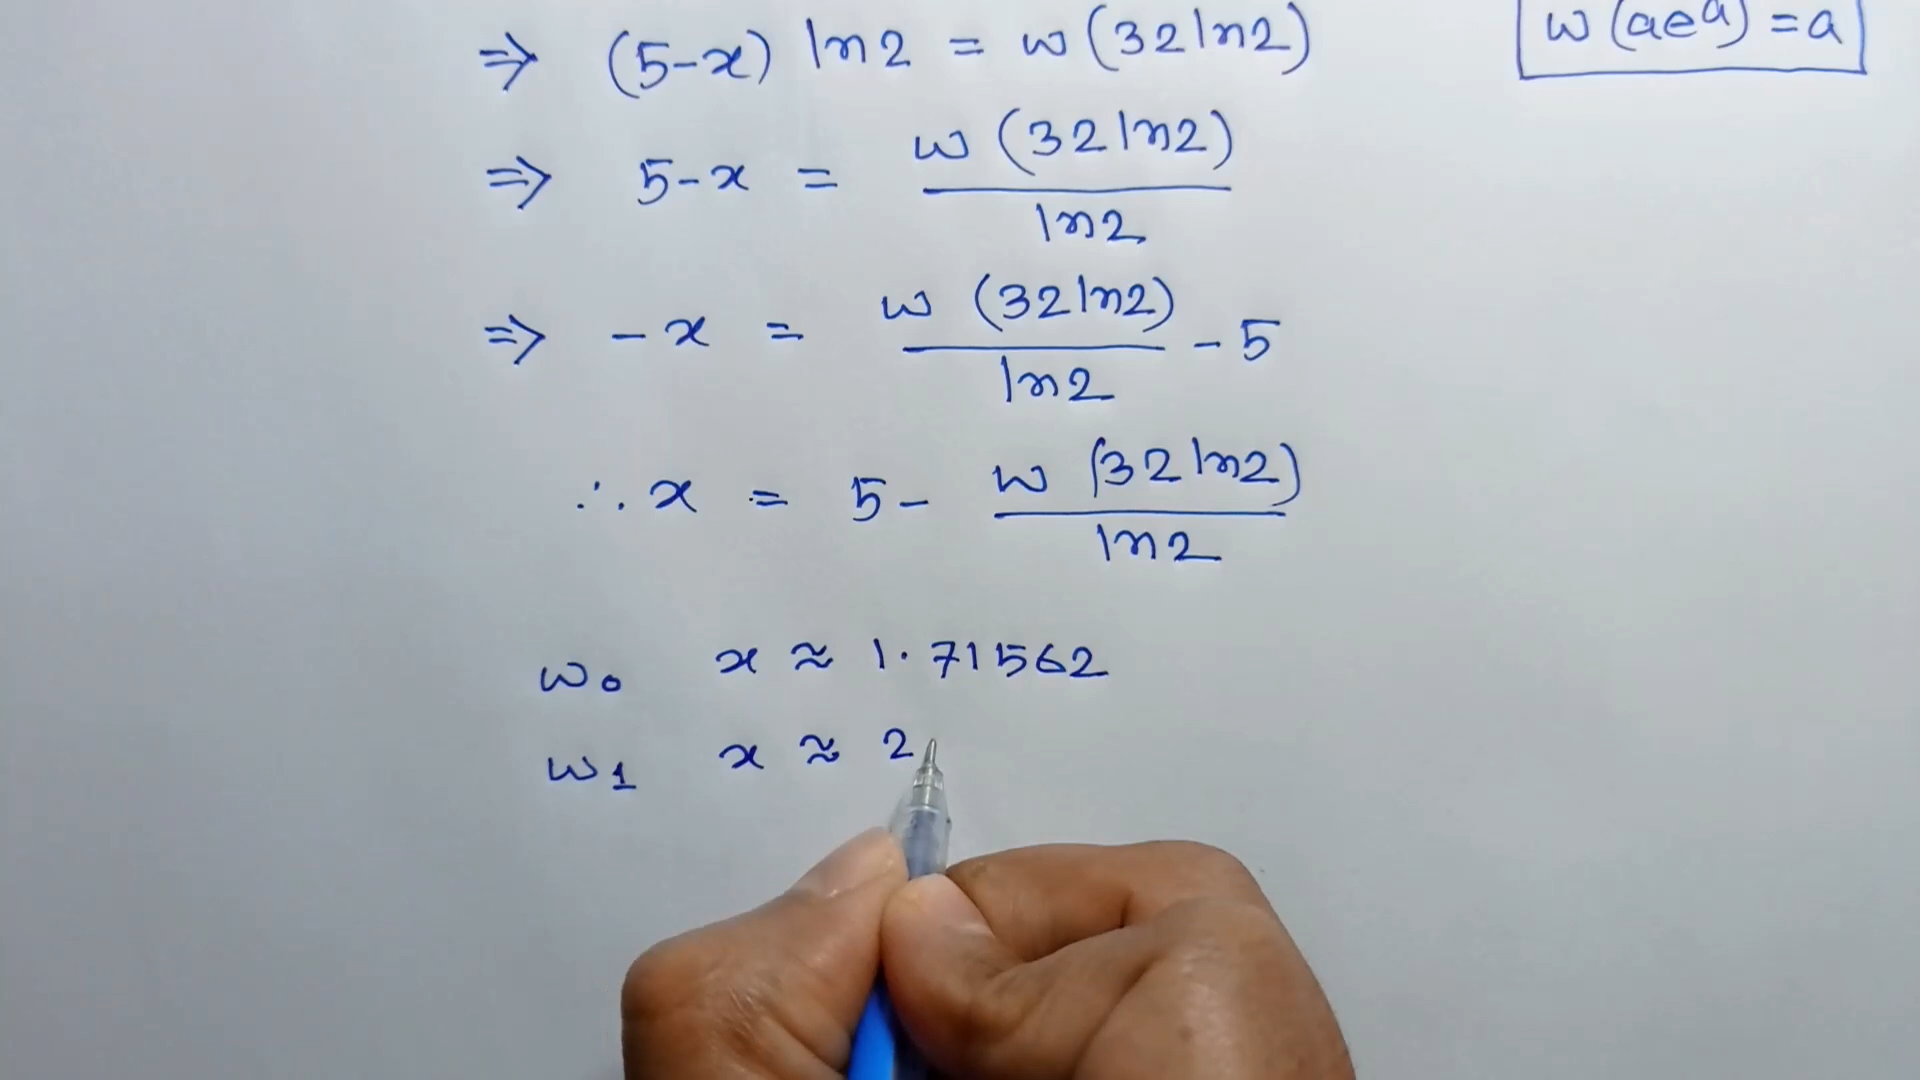 ⇒ (5-x) ln2 = w(32ln2)
w(aeᵃ) = a
⇒ 5-x = w(32ln2) / ln2
⇒ -x = w(32ln2) / ln2 - 5
∴ x = 5 - w(32ln2) / ln2
w₀ x ≈ 1.71562
w₁ x ≈ 2